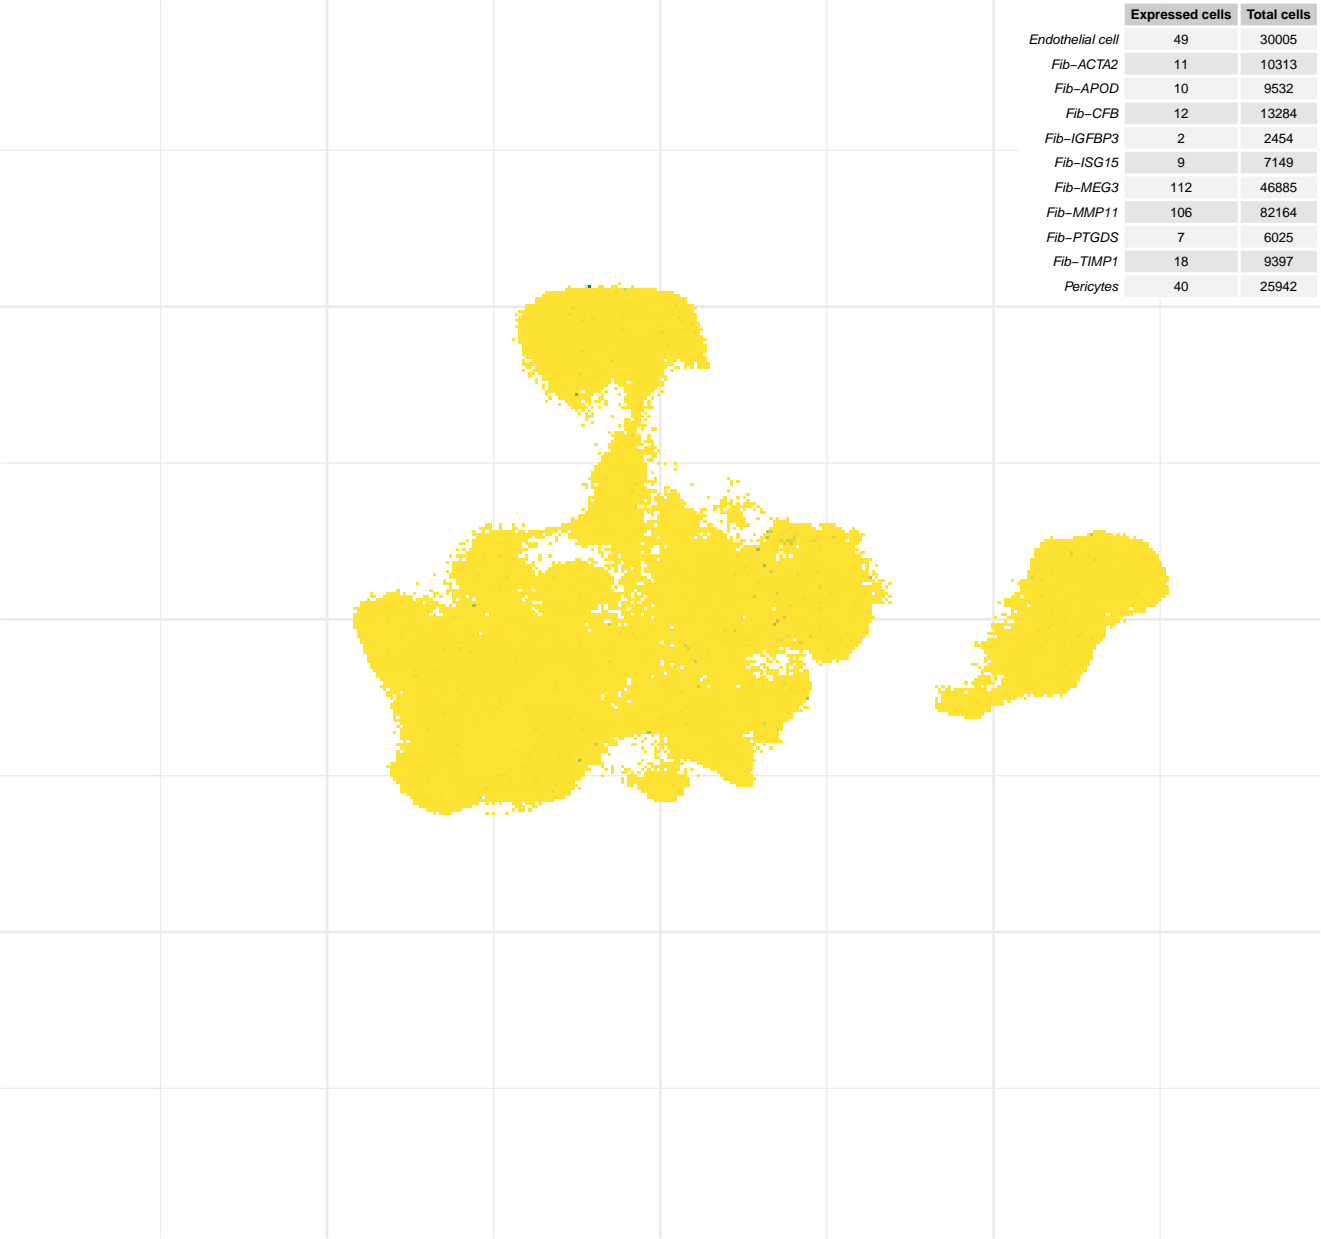 Expressed cells Total cells
Endothelial cell 49 30005
Fib−ACTA2 11 10313
Fib−APOD 10 9532
Fib−CFB 12 13284
Fib−IGFBP3 2 2454
Fib−ISG15 9 7149
Fib−MEG3 112 46885
Fib−MMP11 106 82164
Fib−PTGDS 7 6025
Fib−TIMP1 18 9397
Pericytes 40 25942